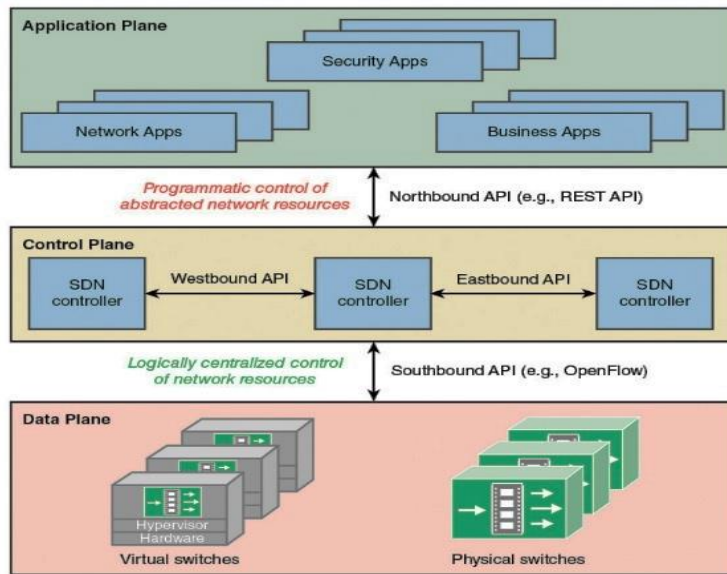 Application Plane
Security Apps
Network Apps
Business Apps
Programmatic control of
abstracted network resources
Northbound API (e.g., REST API)
Control Plane
SDN
controller
Westbound API
SDN
controller
Eastbound API
SDN
controller
Logically centralized control
of network resources
Southbound API (e.g., OpenFlow)
Data Plane
Hypervisor
Hardware
Virtual switches
Physical switches